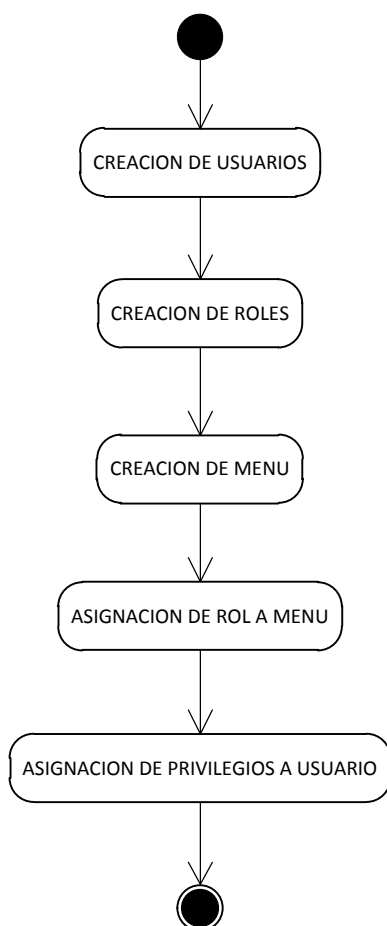 CREACION DE USUARIOS
CREACION DE ROLES
CREACION DE MENU
ASIGNACION DE ROL A MENU
ASIGNACION DE PRIVILEGIOS A USUARIO